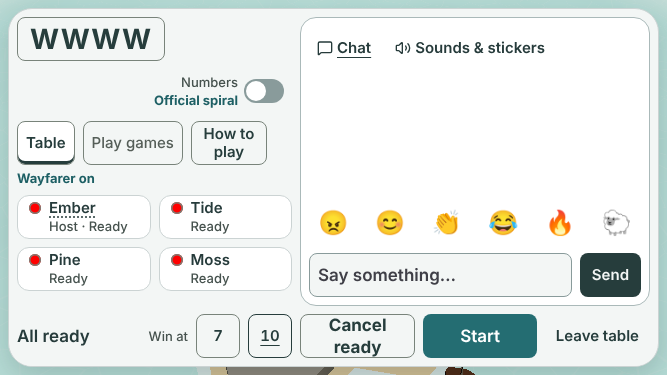 WWWW
Numbers
Official spiral
Table
Play games
How to
play
Wayfarer on
Ember
Host · Ready
Tide
Ready
Pine
Ready
Moss
Ready
Chat
Sounds & stickers
Say something...
Send
All ready
Win at
7
10
Cancel
ready
Start
Leave table